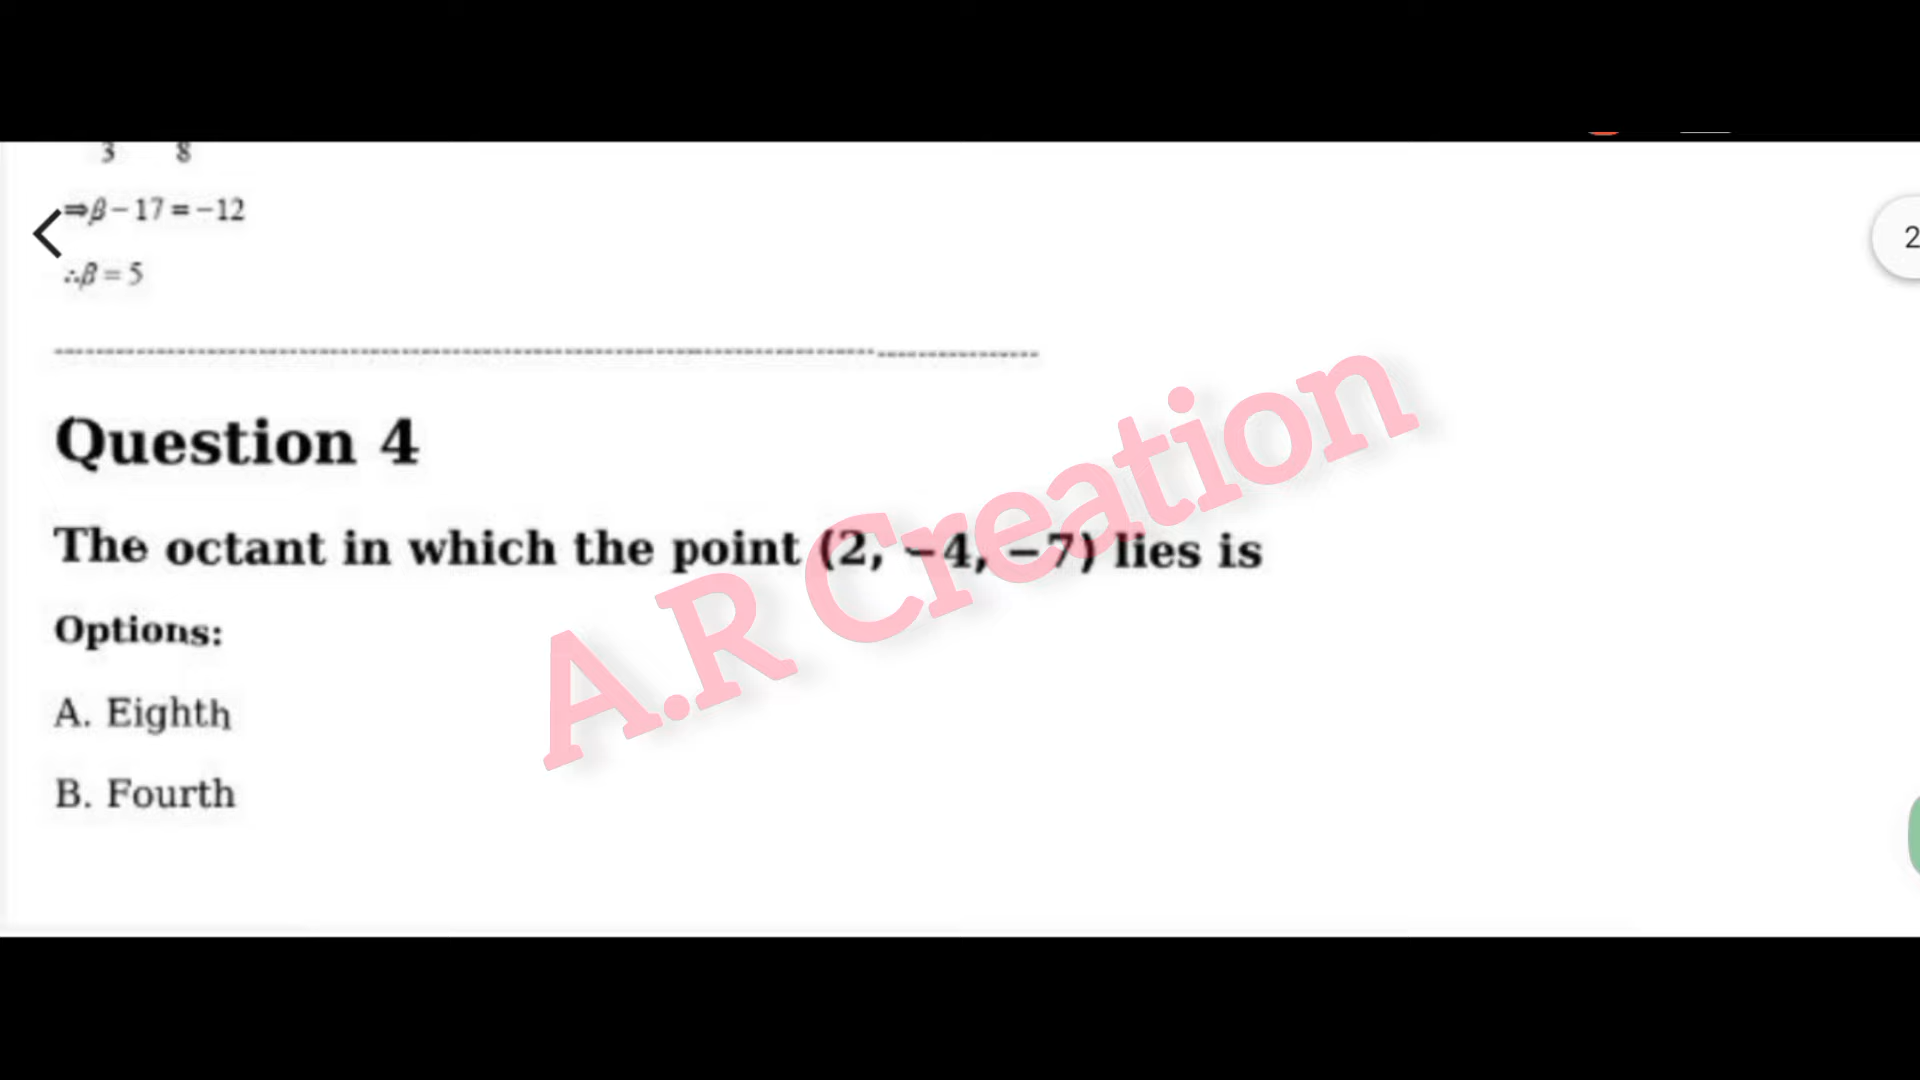 3 8
⇒β − 17 = −12
∴β = 5
2
Question 4
The octant in which the point (2, −4, −7) lies is
Options:
A. Eighth
B. Fourth
A.R Creation